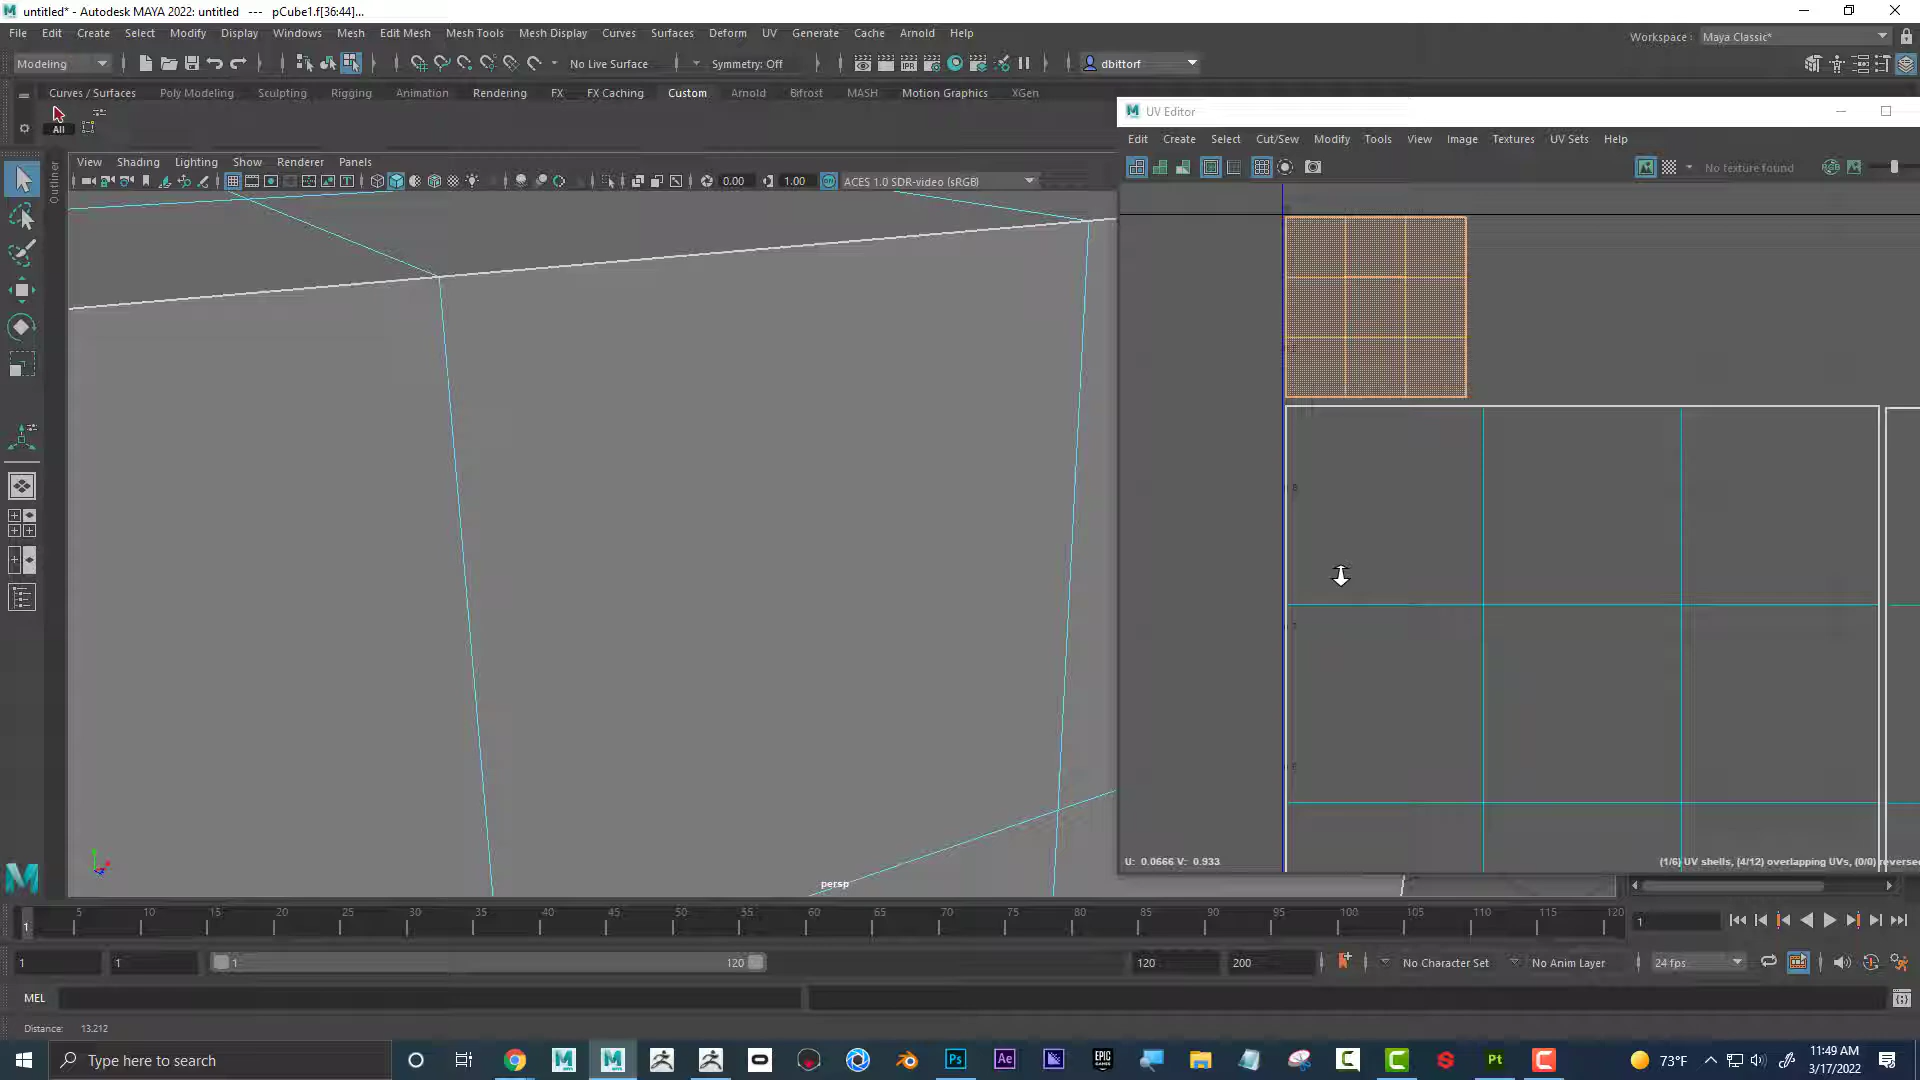 untitled* - Autodesk MAYA 2022: untitled --- pCube1.f[36:44]...
File Edit Create Select Modify Display Windows Mesh Edit Mesh Mesh Tools Mesh Display Curves Surfaces Deform UV Generate Cache Arnold Help
Workspace : Maya Classic*
Modeling No Live Surface Symmetry: Off dbittorf
Curves / Surfaces Poly Modeling Sculpting Rigging Animation Rendering FX FX Caching Custom Arnold Bifrost MASH Motion Graphics XGen
All
UV Editor
Edit Create Select Cut/Sew Modify Tools View Image Textures UV Sets Help
No texture found
Outliner
View Shading Lighting Show Renderer Panels
0.00 1.00 ACES 1.0 SDR-video (sRGB)
U: 0.0666 V: 0.933
(1/6) UV shells, (4/12) overlapping UVs, (0/0) reverse
persp
5 10 15 20 25 30 35 40 45 50 55 60 65 70 75 80 85 90 95 100 105 110 115 120
1
1
1 1 1 120 120 200 No Character Set No Anim Layer 24 fps
MEL
Distance: 13.212
Type here to search
73°F
11:49 AM
3/17/2022